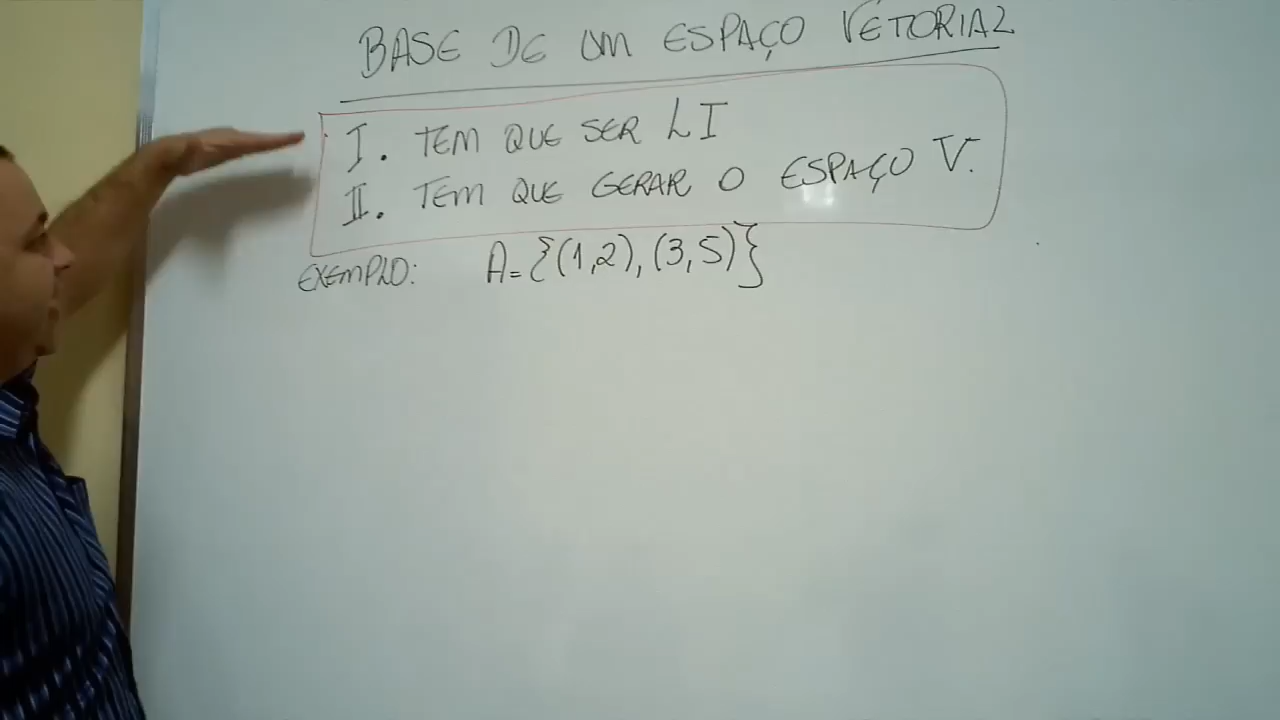 BASE DE UM ESPAÇO VETORIAL
I. TEM QUE SER LI
II. TEM QUE GERAR O ESPAÇO V.
EXEMPLO: A={(1,2),(3,5)}